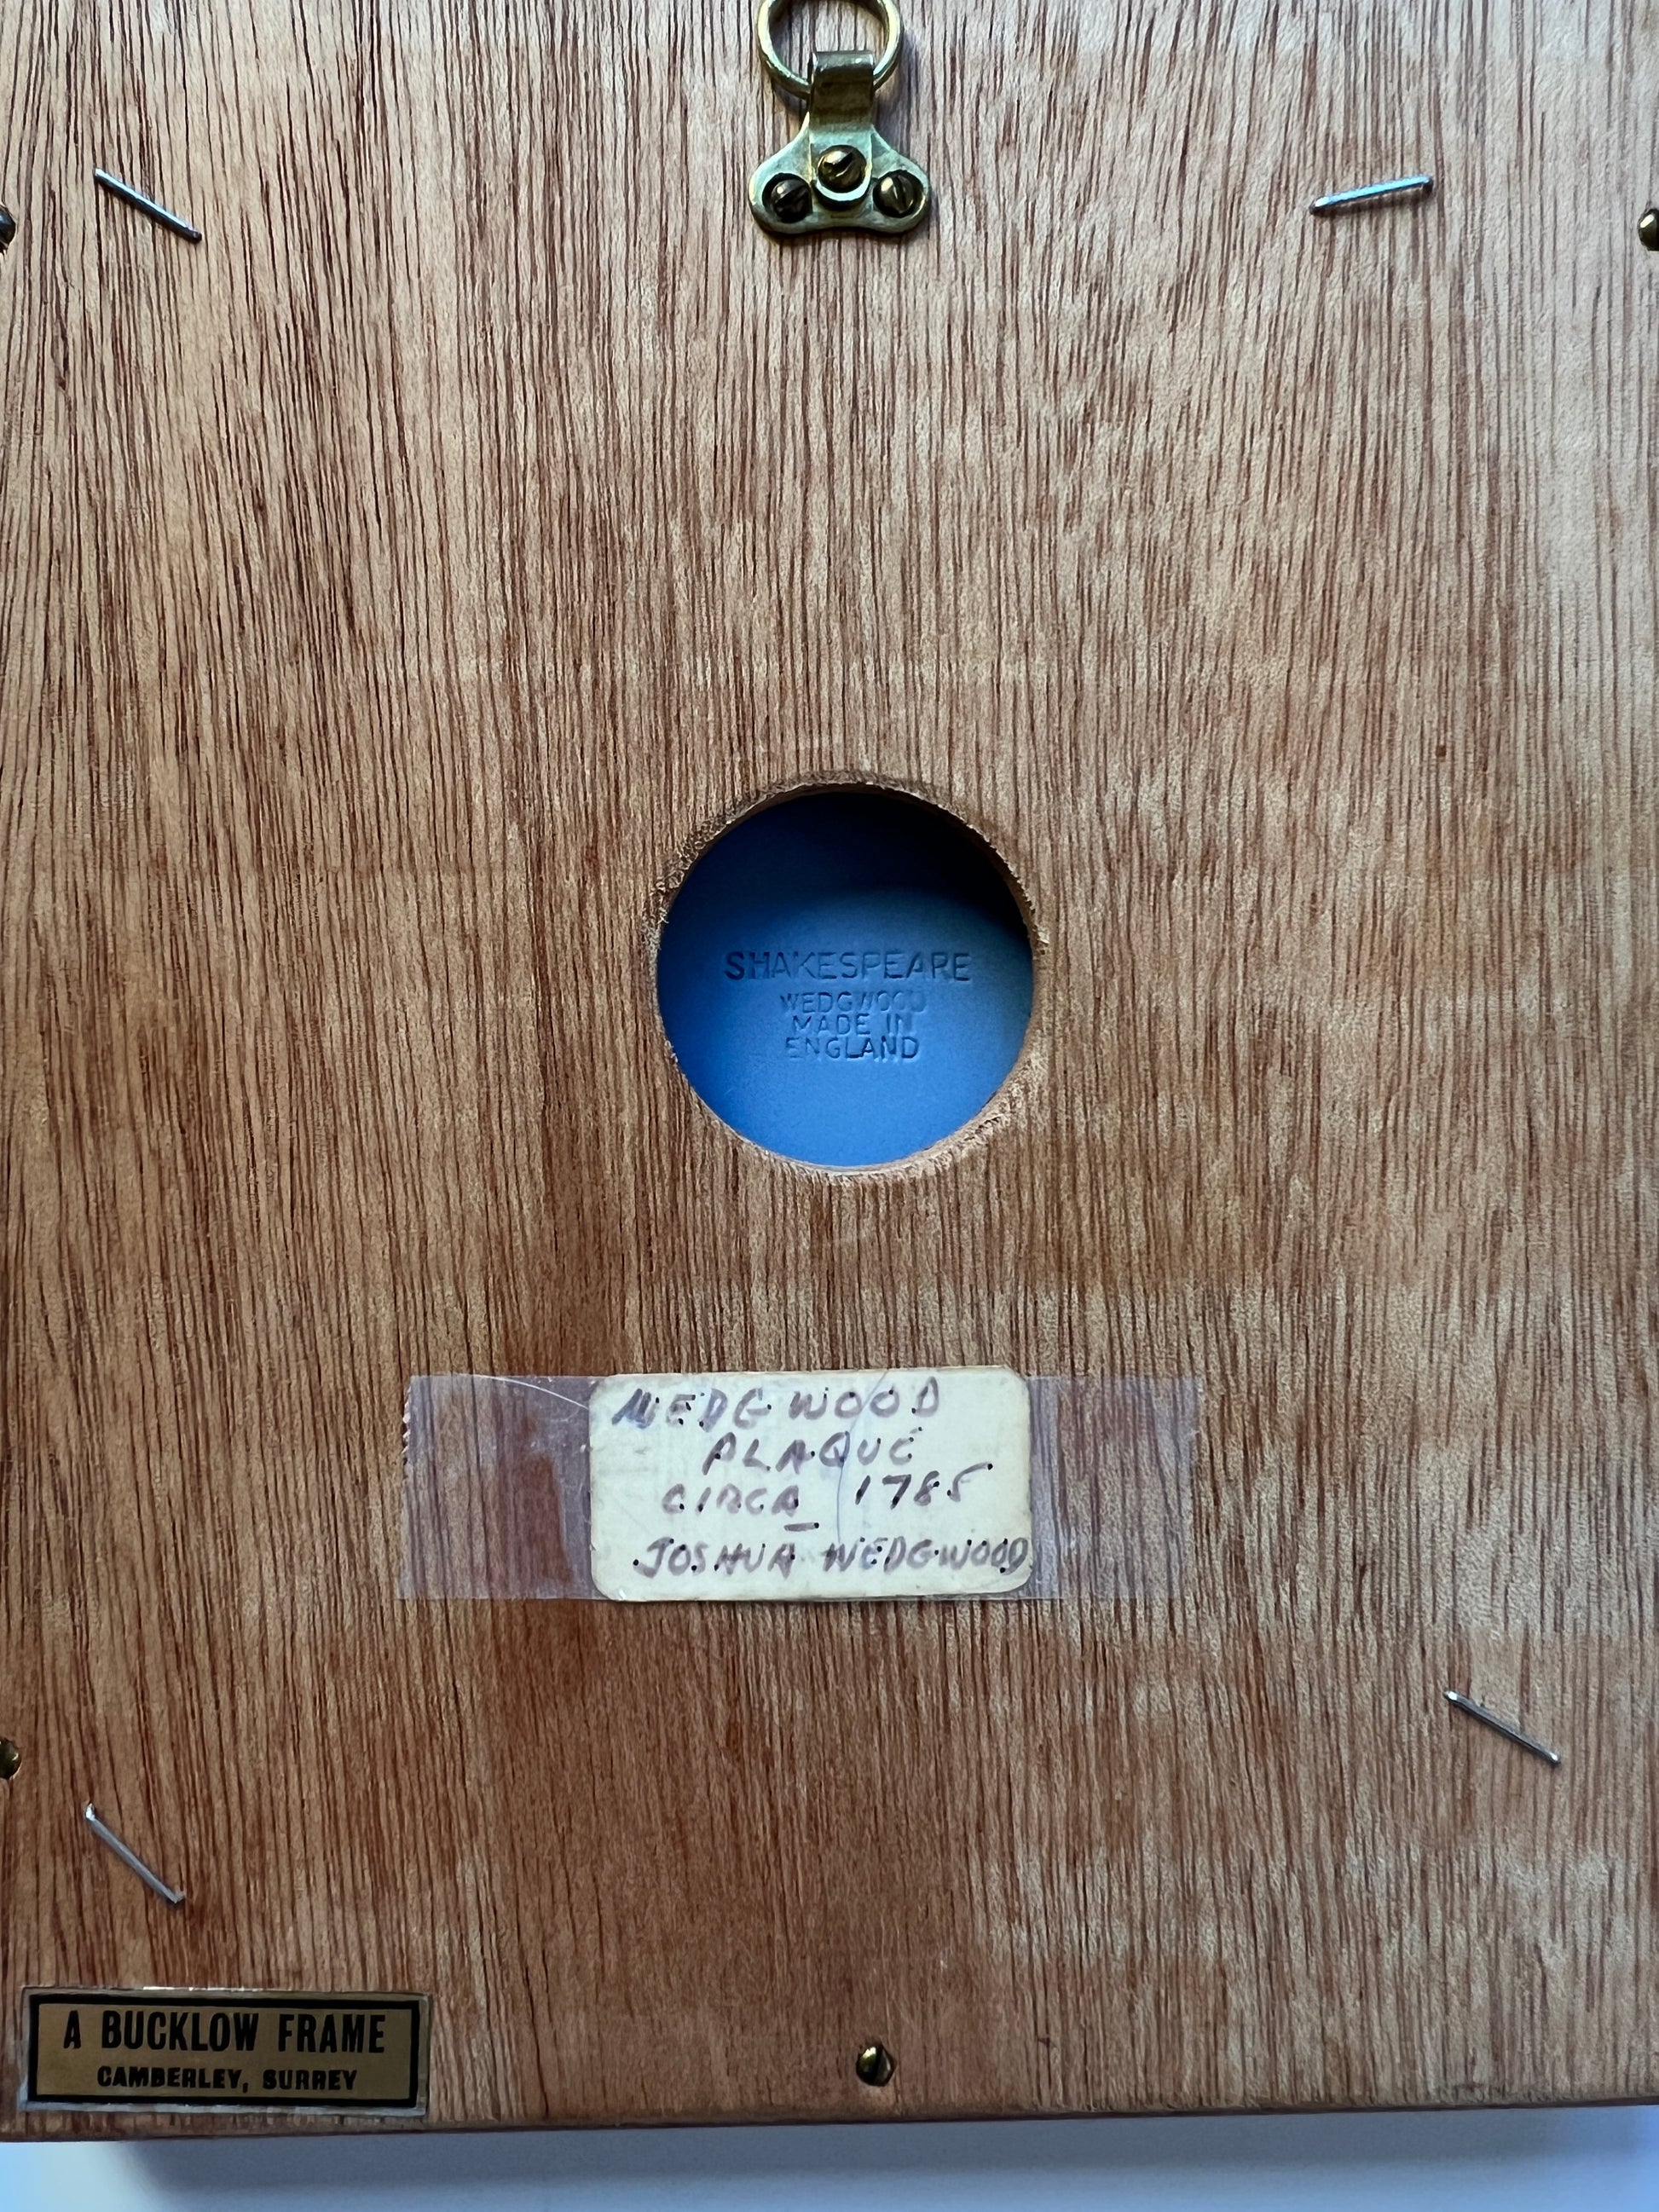 SHAKESPEARE
WEDGWOOD
MADE IN
ENGLAND
WEDGWOOD
PLAQUE
CIRCA 1785
JOSHUA WEDGWOOD
A BUCKLOW FRAME
CAMBERLEY, SURREY